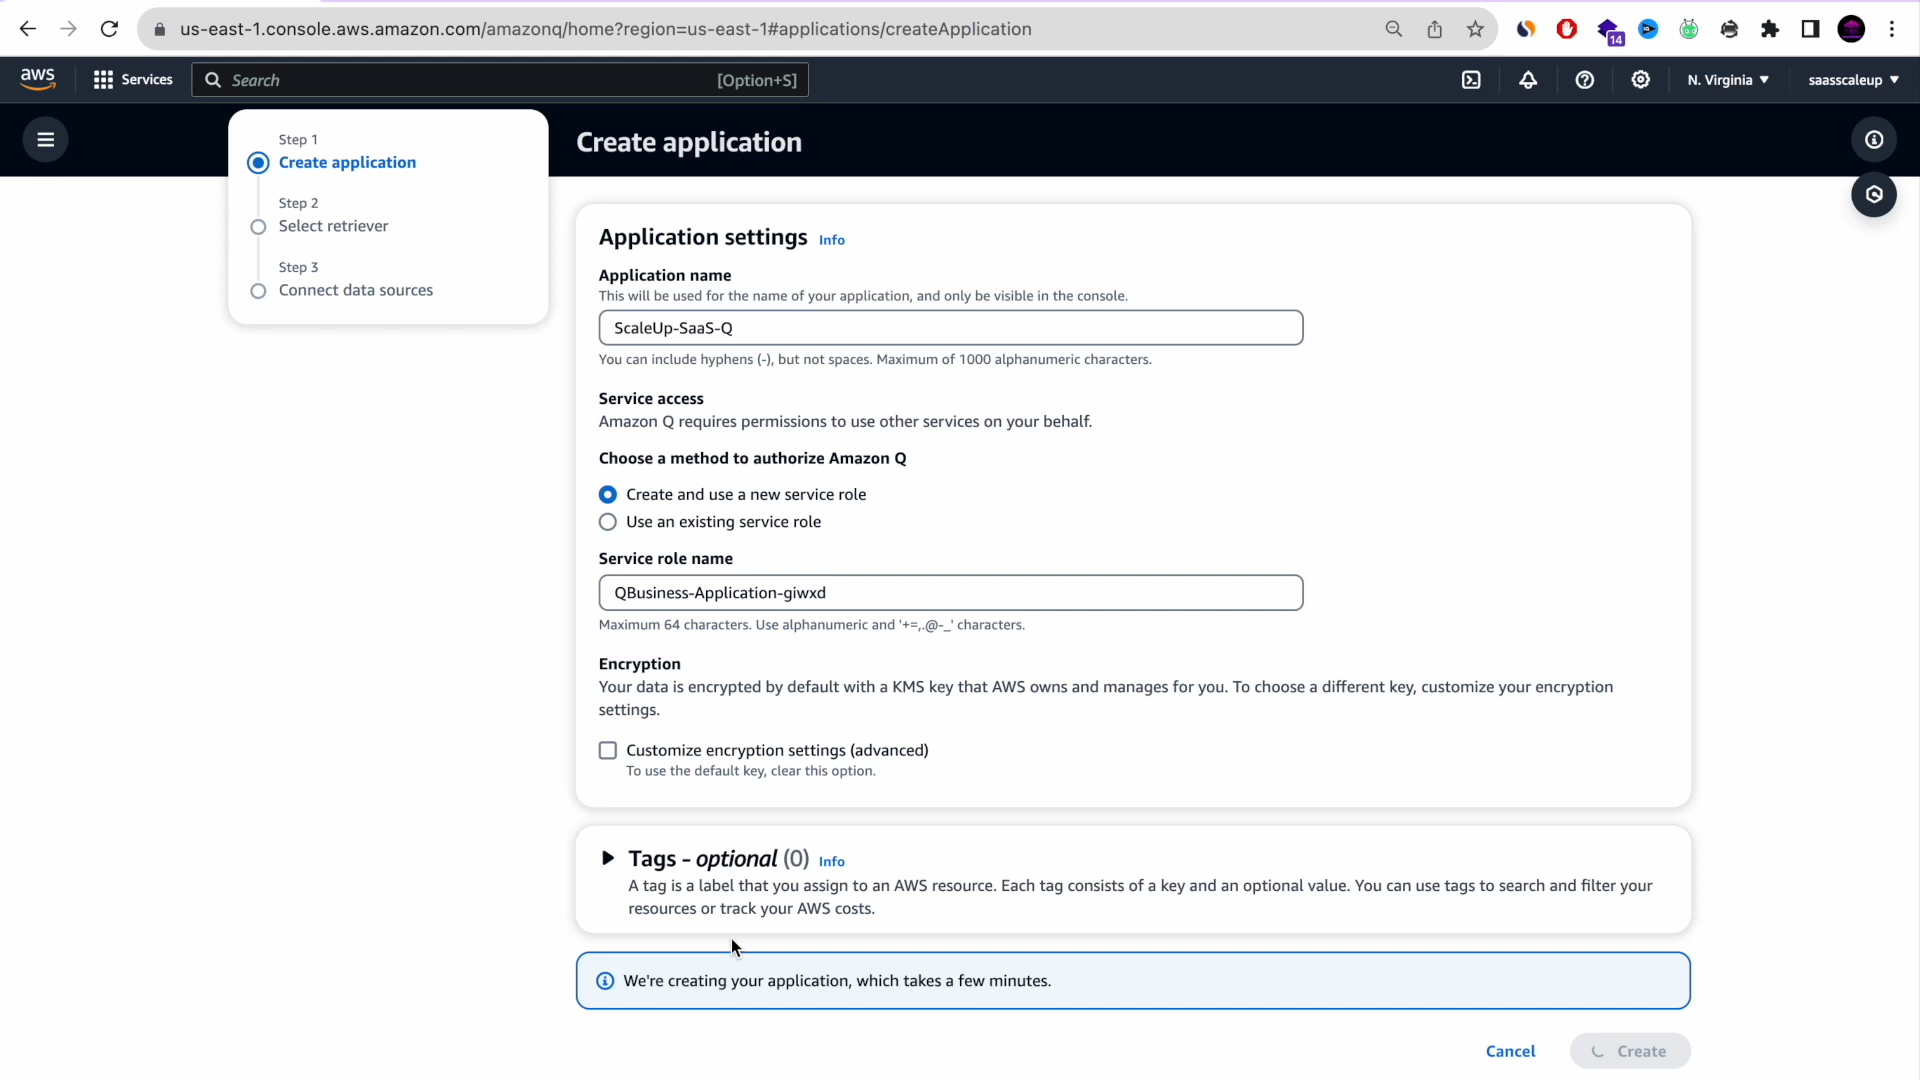 us-east-1.console.aws.amazon.com/amazonq/home?region=us-east-1#applications/createApplication
14
aws
Services
Search
[Option+S]
N. Virginia
saasscaleup
Step 1
Create application
Step 2
Select retriever
Step 3
Connect data sources
Create application
Application settings Info
Application name
This will be used for the name of your application, and only be visible in the console.
ScaleUp-SaaS-Q
You can include hyphens (-), but not spaces. Maximum of 1000 alphanumeric characters.
Service access
Amazon Q requires permissions to use other services on your behalf.
Choose a method to authorize Amazon Q
Create and use a new service role
Use an existing service role
Service role name
QBusiness-Application-giwxd
Maximum 64 characters. Use alphanumeric and '+=,.@-_' characters.
Encryption
Your data is encrypted by default with a KMS key that AWS owns and manages for you. To choose a different key, customize your encryption
settings.
Customize encryption settings (advanced)
To use the default key, clear this option.
Tags - optional (0) Info
A tag is a label that you assign to an AWS resource. Each tag consists of a key and an optional value. You can use tags to search and filter your
resources or track your AWS costs.
We're creating your application, which takes a few minutes.
Cancel
Create